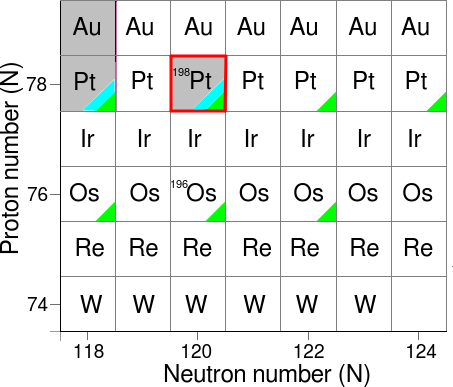 Au Au Au Au Au Au Au
78 Pt Pt 198Pt Pt Pt Pt Pt
Ir Ir Ir Ir Ir Ir Ir
76 Os Os 196Os Os Os Os Os
Re Re Re Re Re Re Re
74 W W W W W W
118 120 122 124
Neutron number (N)
Proton number (N)